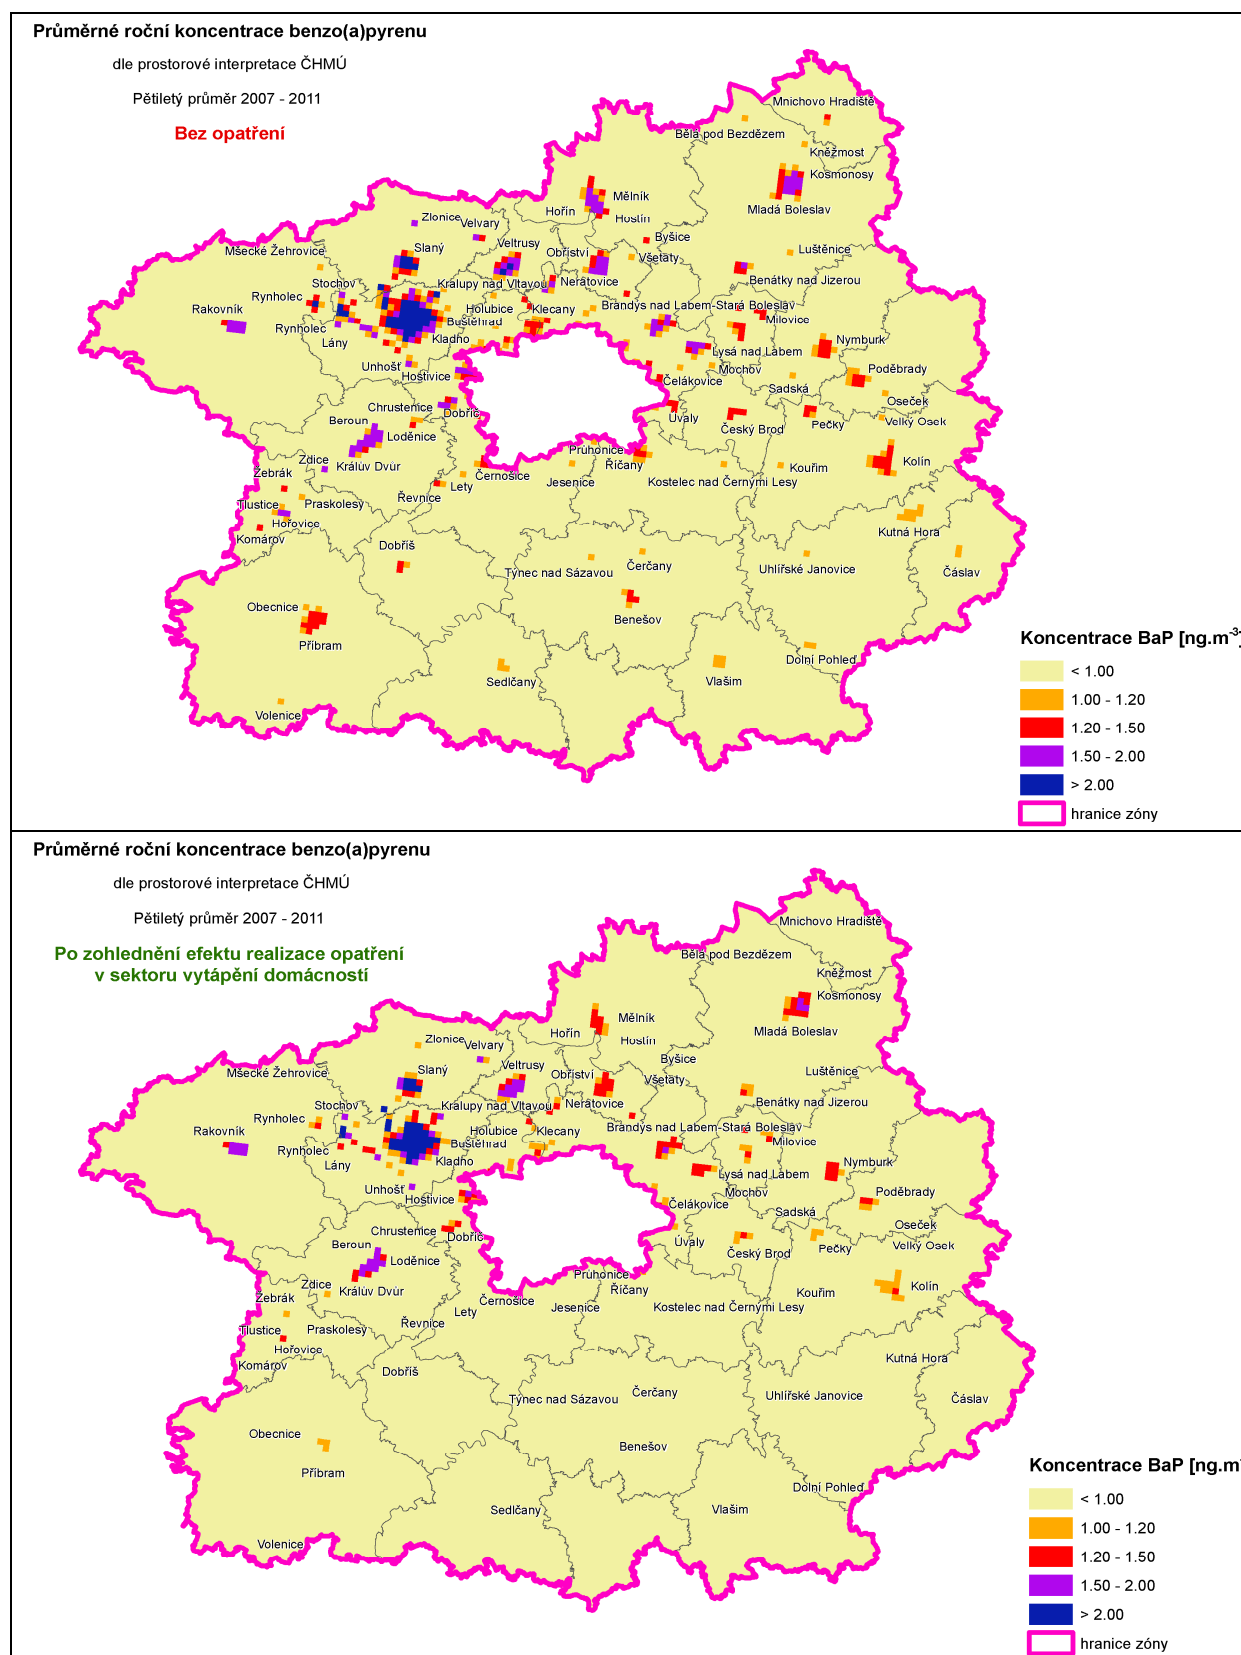 Průměrné roční koncentrace benzo(a)pyrenu
dle prostorové interpretace ČHMÚ
Pětiletý průměr 2007 - 2011
Bez opatření
Mnichovo Hradiště
Bělá pod Bezdězem
Kněžmost
Kosmonosy
Mladá Boleslav
Mělník
Hořín
Hostín
Zlonice
Velvary
Byšice
Slaný
Veltrusy
Obříství
Všetaty
Luštěnice
Mšecké Žehrovice
Stochov
Kralupy nad Vltavou
Neratovice
Benátky nad Jizerou
Rynholec
Rakovník
Holubice
Klecany
Brandýs nad Labem-Stará Boleslav
Milovice
Rynholec
Buštěhrad
Lány
Kladno
Nymburk
Lysá nad Labem
Unhošť
Hostivice
Mochov
Poděbrady
Čelákovice
Sadská
Oseček
Chrustenice
Dobříč
Beroun
Úvaly
Český Brod
Pečky
Velký Osek
Loděnice
Zdice
Králův Dvůr
Průhonice
Říčany
Kolín
Žebrák
Černošice
Jesenice
Kouřim
Lety
Kostelec nad Černými Lesy
Tlustice
Praskolesy
Řevnice
Hořovice
Kutná Hora
Komárov
Dobříš
Čerčany
Týnec nad Sázavou
Uhlířské Janovice
Čáslav
Obecnice
Benešov
Příbram
Dolní Pohleď
Sedlčany
Vlašim
Volenice
Koncentrace BaP [ng.m-3]
< 1.00
1.00 - 1.20
1.20 - 1.50
1.50 - 2.00
> 2.00
hranice zóny
Průměrné roční koncentrace benzo(a)pyrenu
dle prostorové interpretace ČHMÚ
Pětiletý průměr 2007 - 2011
Po zohlednění efektu realizace opatření
v sektoru vytápění domácností
Mnichovo Hradiště
Bělá pod Bezdězem
Kněžmost
Kosmonosy
Mladá Boleslav
Mělník
Hořín
Hostín
Zlonice
Velvary
Byšice
Slaný
Veltrusy
Obříství
Všetaty
Luštěnice
Mšecké Žehrovice
Stochov
Kralupy nad Vltavou
Neratovice
Benátky nad Jizerou
Rynholec
Rakovník
Holubice
Klecany
Brandýs nad Labem-Stará Boleslav
Milovice
Rynholec
Buštěhrad
Lány
Kladno
Nymburk
Lysá nad Labem
Unhošť
Hostivice
Mochov
Poděbrady
Čelákovice
Sadská
Oseček
Chrustenice
Dobříč
Beroun
Úvaly
Český Brod
Pečky
Velký Osek
Loděnice
Zdice
Králův Dvůr
Průhonice
Říčany
Kolín
Žebrák
Černošice
Jesenice
Kouřim
Lety
Kostelec nad Černými Lesy
Tlustice
Praskolesy
Řevnice
Hořovice
Kutná Hora
Komárov
Dobříš
Čerčany
Týnec nad Sázavou
Uhlířské Janovice
Čáslav
Obecnice
Benešov
Příbram
Dolní Pohleď
Sedlčany
Vlašim
Volenice
Koncentrace BaP [ng.m
< 1.00
1.00 - 1.20
1.20 - 1.50
1.50 - 2.00
> 2.00
hranice zóny